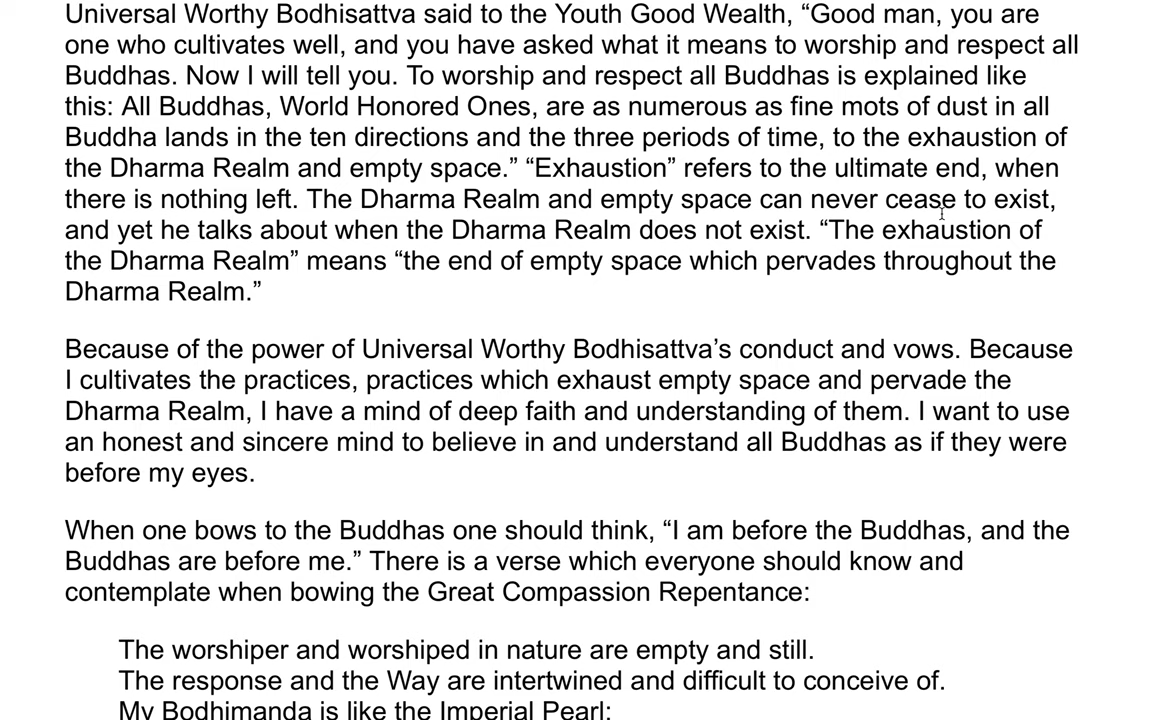 Universal Worthy Bodhisattva said to the Youth Good Wealth, “Good man, you are
one who cultivates well, and you have asked what it means to worship and respect all
Buddhas. Now I will tell you. To worship and respect all Buddhas is explained like
this: All Buddhas, World Honored Ones, are as numerous as fine mots of dust in all
Buddha lands in the ten directions and the three periods of time, to the exhaustion of
the Dharma Realm and empty space.” “Exhaustion” refers to the ultimate end, when
there is nothing left. The Dharma Realm and empty space can never cease to exist,
and yet he talks about when the Dharma Realm does not exist. “The exhaustion of
the Dharma Realm” means “the end of empty space which pervades throughout the
Dharma Realm.”
Because of the power of Universal Worthy Bodhisattva’s conduct and vows. Because
I cultivates the practices, practices which exhaust empty space and pervade the
Dharma Realm, I have a mind of deep faith and understanding of them. I want to use
an honest and sincere mind to believe in and understand all Buddhas as if they were
before my eyes.
When one bows to the Buddhas one should think, “I am before the Buddhas, and the
Buddhas are before me.” There is a verse which everyone should know and
contemplate when bowing the Great Compassion Repentance:
The worshiper and worshiped in nature are empty and still.
The response and the Way are intertwined and difficult to conceive of.
My Bodhimanda is like the Imperial Pearl;